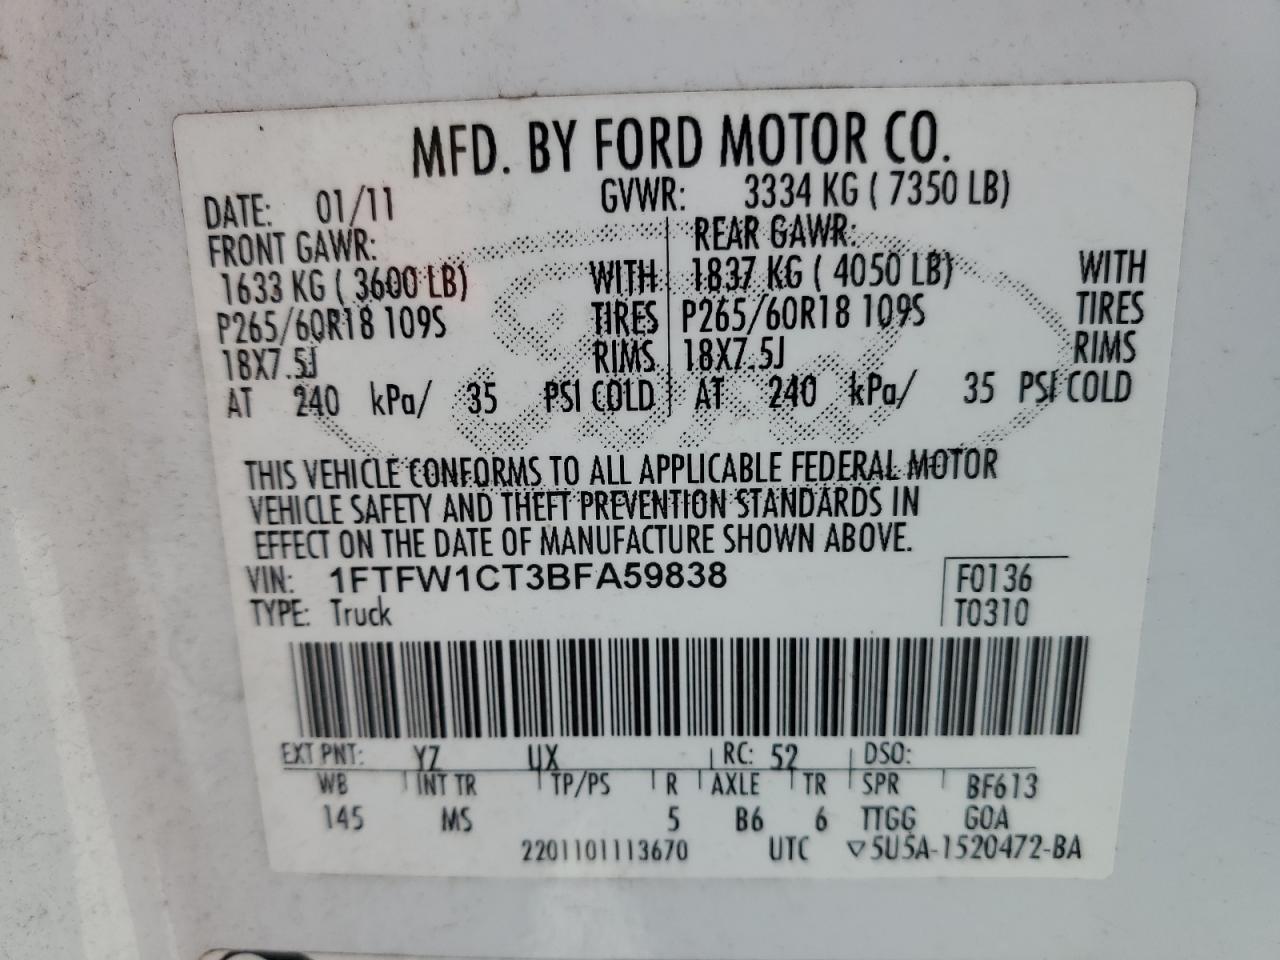 MFD. BY FORD MOTOR CO.
DATE: 01/11 GVWR: 3334 KG ( 7350 LB)
FRONT GAWR: REAR GAWR:
1633 KG ( 3600 LB) WITH 1837 KG ( 4050 LB) WITH
P265/60R18 109S TIRES P265/60R18 109S TIRES
18X7.5J RIMS 18X7.5J RIMS
AT 240 kPa/ 35 PSI COLD AT 240 kPa/ 35 PSI COLD
THIS VEHICLE CONFORMS TO ALL APPLICABLE FEDERAL MOTOR
VEHICLE SAFETY AND THEFT PREVENTION STANDARDS IN
EFFECT ON THE DATE OF MANUFACTURE SHOWN ABOVE.
VIN: 1FTFW1CT3BFA59838 F0136
TYPE: Truck T0310
EXT PNT: YZ UX RC: 52 DSO:
WB INT TR TP/PS R AXLE TR SPR BF613
145 MS 5 B6 6 TTGG GOA
2201101113670 UTC ▽5U5A-1520472-BA